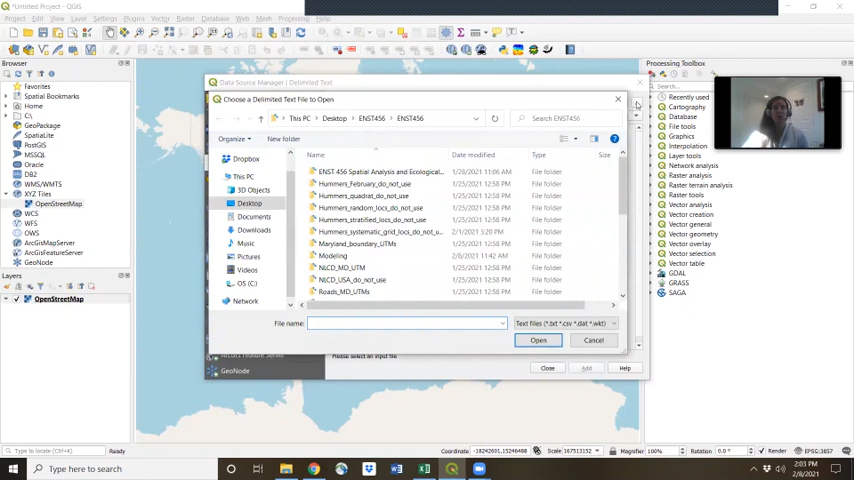 *Untitled Project — QGIS
Project Edit View Layer Settings Plugins Vector Raster Database Web Mesh Processing Help
Browser
Favorites
Spatial Bookmarks
Home
C:\
GeoPackage
SpatiaLite
PostGIS
MSSQL
Oracle
DB2
WMS/WMTS
XYZ Tiles
OpenStreetMap
WCS
WFS
OWS
ArcGisMapServer
ArcGisFeatureServer
GeoNode
Layers
OpenStreetMap
Data Source Manager | Delimited Text
Choose a Delimited Text File to Open
This PC
Desktop
ENST456
ENST456
Search ENST456
Organize
New folder
Dropbox
This PC
3D Objects
Desktop
Documents
Downloads
Music
Pictures
Videos
OS (C:)
Network
Name Date modified Type Size
ENST 456 Spatial Analysis and Ecological... 1/28/2021 11:06 AM File folder
Hummers_February_do_not_use 1/25/2021 12:58 PM File folder
Hummers_quadrat_do_not_use 1/25/2021 12:58 PM File folder
Hummers_random_locs_do_not_use 1/25/2021 12:58 PM File folder
Hummers_stratified_locs_do_not_use 1/25/2021 12:58 PM File folder
Hummers_systematic_grid_locs_do_not_u... 2/1/2021 3:20 PM File folder
Maryland_boundary_UTMs 1/25/2021 12:58 PM File folder
Modeling 2/8/2021 11:42 AM File folder
NLCD_MD_UTM 1/25/2021 12:58 PM File folder
NLCD_USA_do_not_use 1/25/2021 12:58 PM File folder
Roads_MD_UTMs 1/25/2021 12:58 PM File folder
File name:
Text files (*.txt *.csv *.dat *.wkt)
Open
Cancel
ArcGIS Feature Server
GeoNode
Please select an input file
Close
Add
Help
Processing Toolbox
Search...
Recently used
Cartography
Database
File tools
Graphics
Interpolation
Layer tools
Network analysis
Raster analysis
Raster terrain analysis
Raster tools
Vector analysis
Vector creation
Vector general
Vector geometry
Vector overlay
Vector selection
Vector table
GDAL
GRASS
SAGA
Type to locate (Ctrl+K)
Ready
Coordinate -18242601,15246488
Scale 167513152
Magnifier 100%
Rotation 0.0 °
Render
EPSG:3857
Type here to search
2:03 PM
2/8/2021